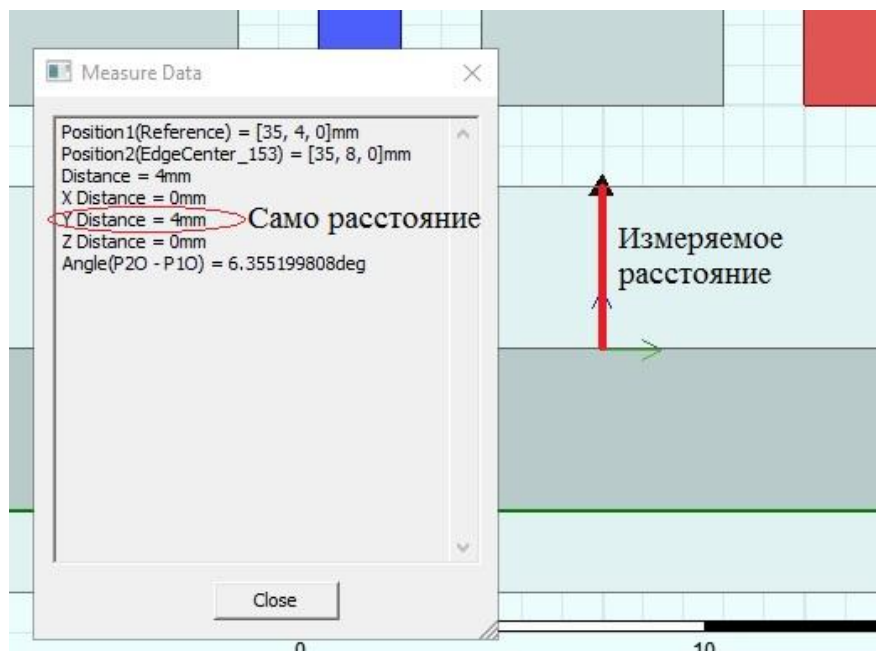 Measure Data
Position1(Reference) = [35, 4, 0]mm
Position2(EdgeCenter_153) = [35, 8, 0]mm
Distance = 4mm
X Distance = 0mm
Y Distance = 4mm
Само расстояние
Z Distance = 0mm
Angle(P2O - P1O) = 6.355199808deg
Измеряемое
расстояние
Close
0
10